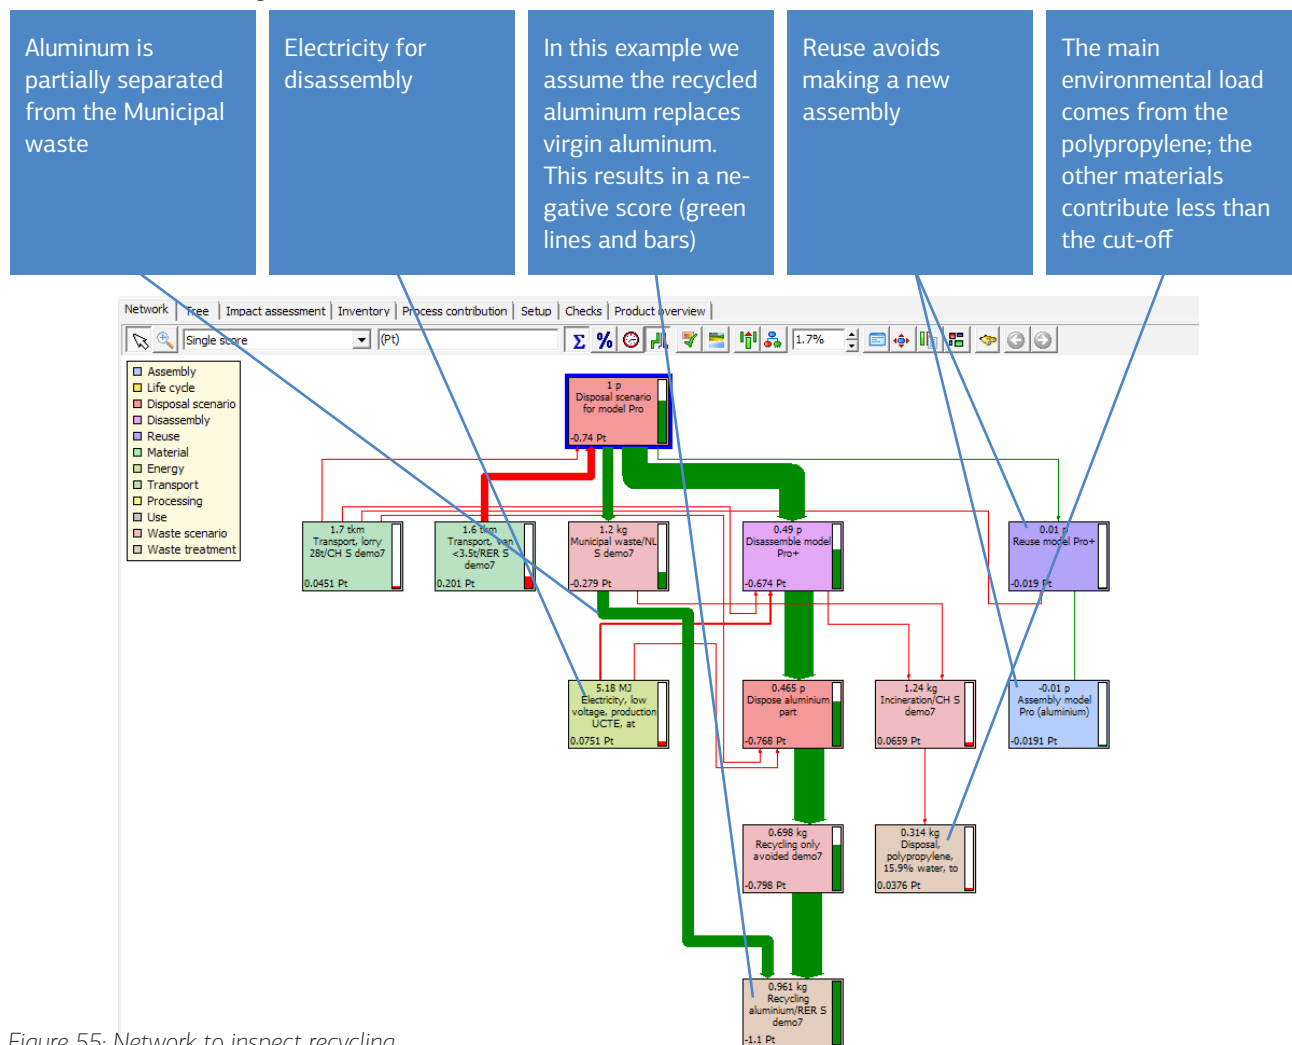 Aluminum is
partially separated
from the Municipal
waste
Electricity for
disassembly
In this example we
assume the recycled
aluminum replaces
virgin aluminum.
This results in a ne-
gative score (green
lines and bars)
Reuse avoids
making a new
assembly
The main
environmental load
comes from the
polypropylene; the
other materials
contribute less than
the cut-off
Network Tree Impact assessment Inventory Process contribution Setup Checks Product overview
Single score (Pt) Σ % 1.7%
Assembly
Life cycle
Disposal scenario
Disassembly
Reuse
Material
Energy
Transport
Processing
Use
Waste scenario
Waste treatment
1 p
Disposal scenario
for model Pro
-0.74 Pt
1.7 tkm
Transport, lorry
28t/CH S demo7
0.0451 Pt
1.6 tkm
Transport, van
<3.5t/RER S
demo7
0.201 Pt
1.2 kg
Municipal waste/NL
S demo7
-0.279 Pt
0.49 p
Disassemble model
Pro+
-0.674 Pt
0.01 p
Reuse model Pro+
-0.019 Pt
5.18 MJ
Electricity, low
voltage, production
UCTE, at
0.0751 Pt
0.465 p
Dispose aluminium
part
-0.768 Pt
1.24 kg
Incineration/CH S
demo7
0.0659 Pt
-0.01 p
Assembly model
Pro (aluminium)
-0.0191 Pt
0.698 kg
Recycling only
avoided demo7
-0.798 Pt
0.314 kg
Disposal,
polypropylene,
15.9% water, to
0.0376 Pt
0.961 kg
Recycling
aluminium/RER S
demo7
-1.1 Pt
Figure 55: Network to inspect recycling